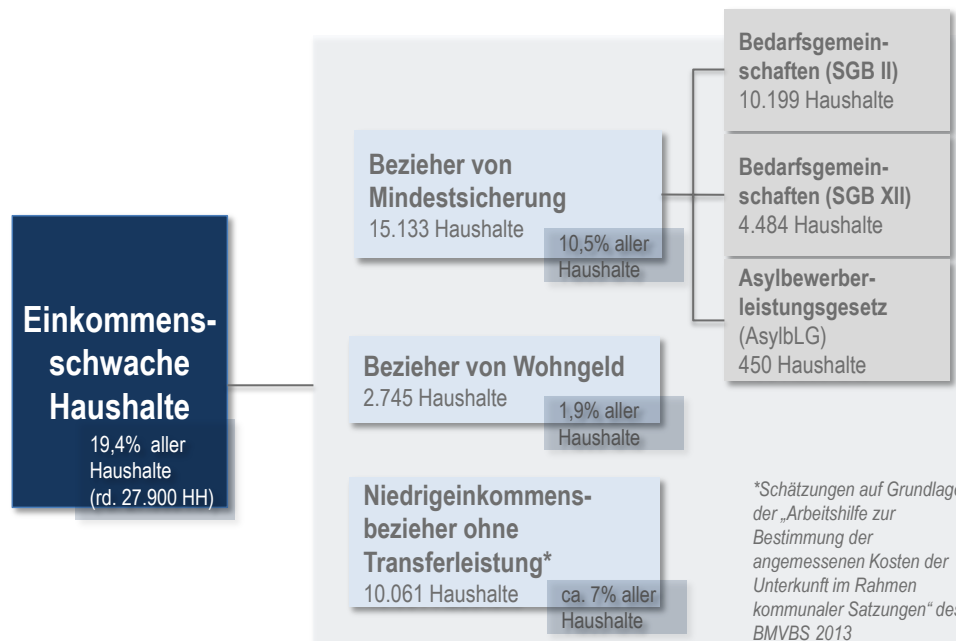 Einkommens-
schwache
Haushalte
19,4% aller
Haushalte
(rd. 27.900 HH)
Bezieher von
Mindestsicherung
15.133 Haushalte
10,5% aller
Haushalte
Bedarfsgemein-
schaften (SGB II)
10.199 Haushalte
Bedarfsgemein-
schaften (SGB XII)
4.484 Haushalte
Asylbewerber-
leistungsgesetz
(AsylbLG)
450 Haushalte
Bezieher von Wohngeld
2.745 Haushalte
1,9% aller
Haushalte
Niedrigeinkommens-
bezieher ohne
Transferleistung*
10.061 Haushalte
ca. 7% aller
Haushalte
*Schätzungen auf Grundlage
der „Arbeitshilfe zur
Bestimmung der
angemessenen Kosten der
Unterkunft im Rahmen
kommunaler Satzungen“ des
BMVBS 2013